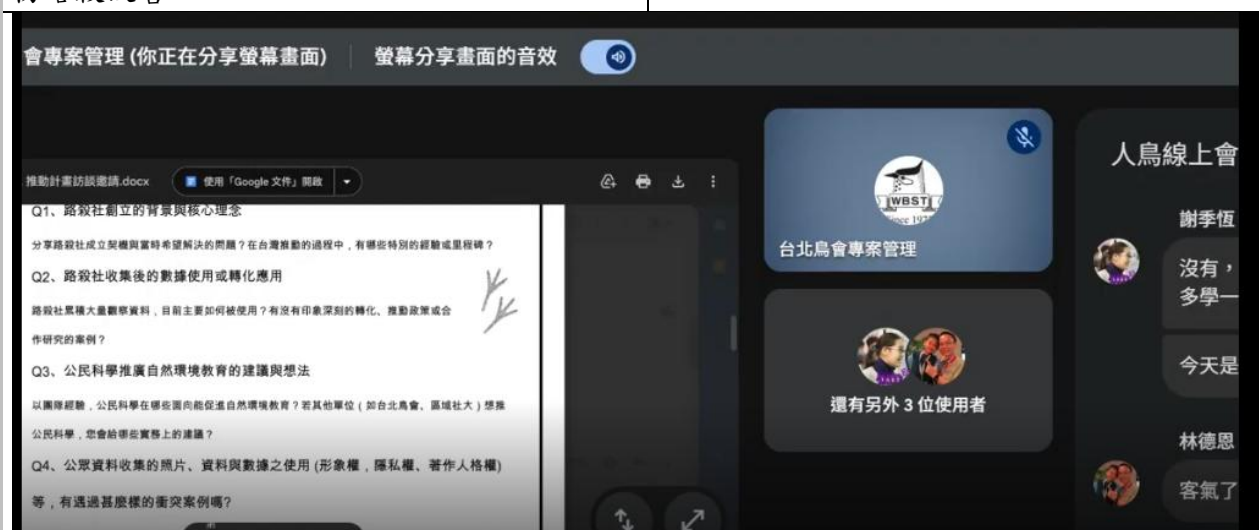 會專案管理 (你正在分享螢幕畫面)
螢幕分享畫面的音效
推動計畫訪談邀請.docx
使用「Google 文件」開啟
Q1、路殺社創立的背景與核心理念
分享路殺社成立契機與當時希望解決的問題？在台灣推動的過程中，有哪些特別的經驗或里程碑？
Q2、路殺社收集後的數據使用或轉化應用
路殺社累積大量觀察資料，目前主要如何被使用？有沒有印象深刻的轉化、推動政策或合
作研究的案例？
Q3、公民科學推廣自然環境教育的建議與想法
以團隊經驗，公民科學在哪些面向能促進自然環境教育？若其他單位（如台北鳥會、區域社大）想推
公民科學，您會給哪些實務上的建議？
Q4、公眾資料收集的照片、資料與數據之使用 (形象權，隱私權、著作人格權)
等，有遇過甚麼樣的衝突案例嗎?
WBST
台北鳥會專案管理
還有另外 3 位使用者
人鳥線上會
謝季恆
沒有，
多學一
今天是
林德恩
客氣了